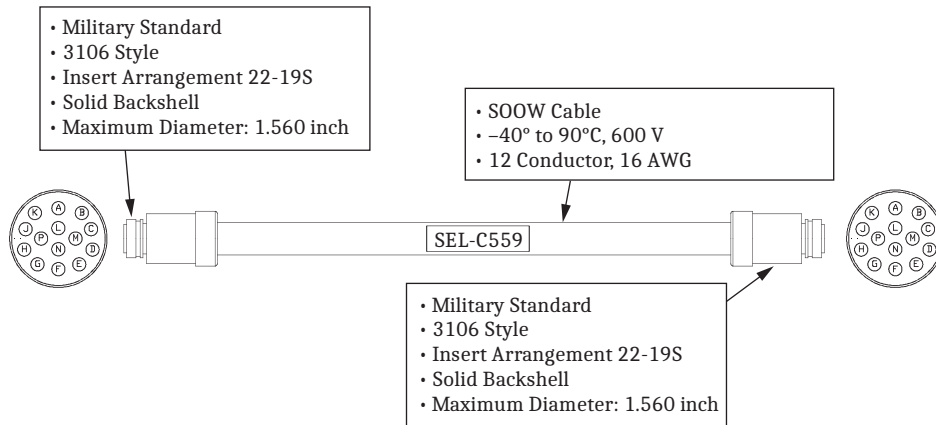 • Military Standard
• 3106 Style
• Insert Arrangement 22-19S
• Solid Backshell
• Maximum Diameter: 1.560 inch
• SOOW Cable
• –40° to 90°C, 600 V
• 12 Conductor, 16 AWG
K A B
J L C
P M
H N D
G F E
SEL-C559
K A B
J L C
P M
H N D
G F E
• Military Standard
• 3106 Style
• Insert Arrangement 22-19S
• Solid Backshell
• Maximum Diameter: 1.560 inch